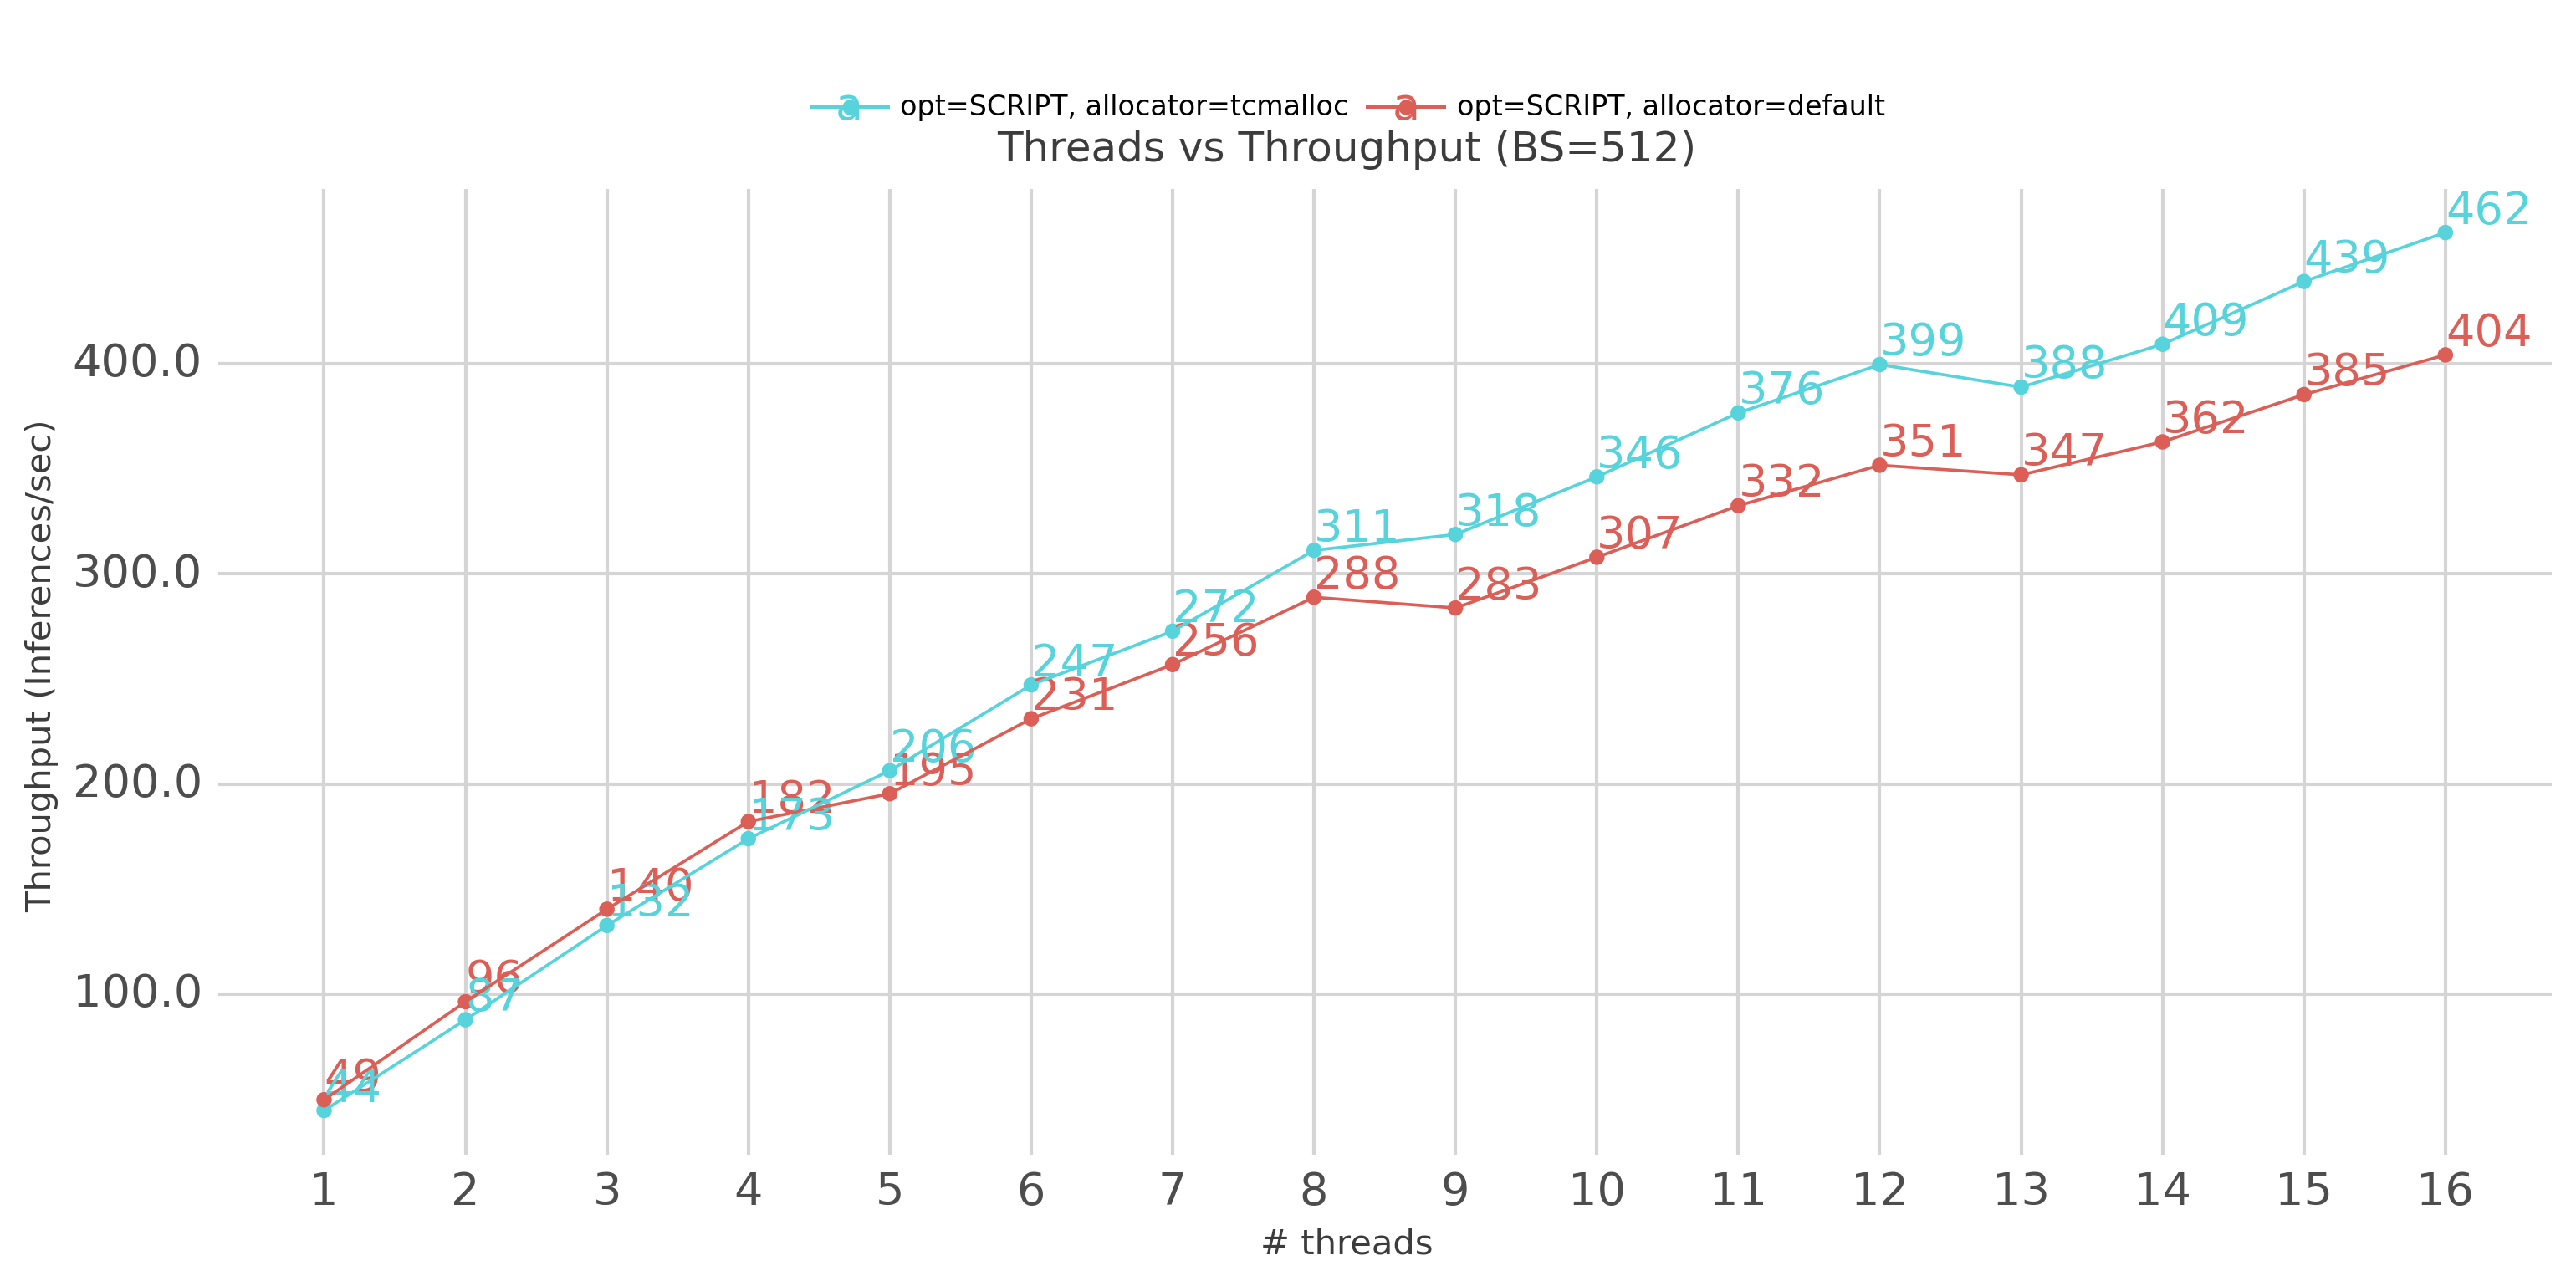 a opt=SCRIPT, allocator=tcmalloc a opt=SCRIPT, allocator=default
Threads vs Throughput (BS=512)
Throughput (Inferences/sec)
400.0
300.0
200.0
100.0
44 87 132 173 206 247 272 311 318 346 376 399 388 409 439 462
49 96 140 182 195 231 256 288 283 307 332 351 347 362 385 404
1 2 3 4 5 6 7 8 9 10 11 12 13 14 15 16
# threads